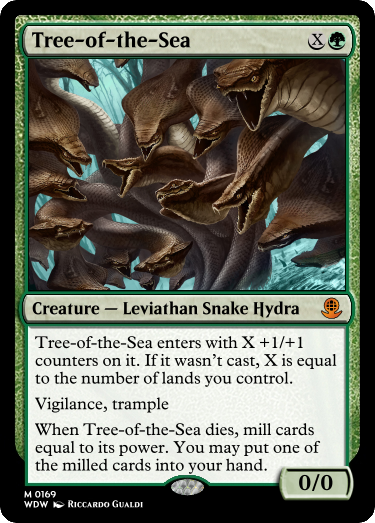 Tree-of-the-Sea X
Creature — Leviathan Snake Hydra
Tree-of-the-Sea enters with X +1/+1
counters on it. If it wasn't cast, X is equal
to the number of lands you control.
Vigilance, trample
When Tree-of-the-Sea dies, mill cards
equal to its power. You may put one of
the milled cards into your hand.
0/0
M 0169
WDW Riccardo Gualdi